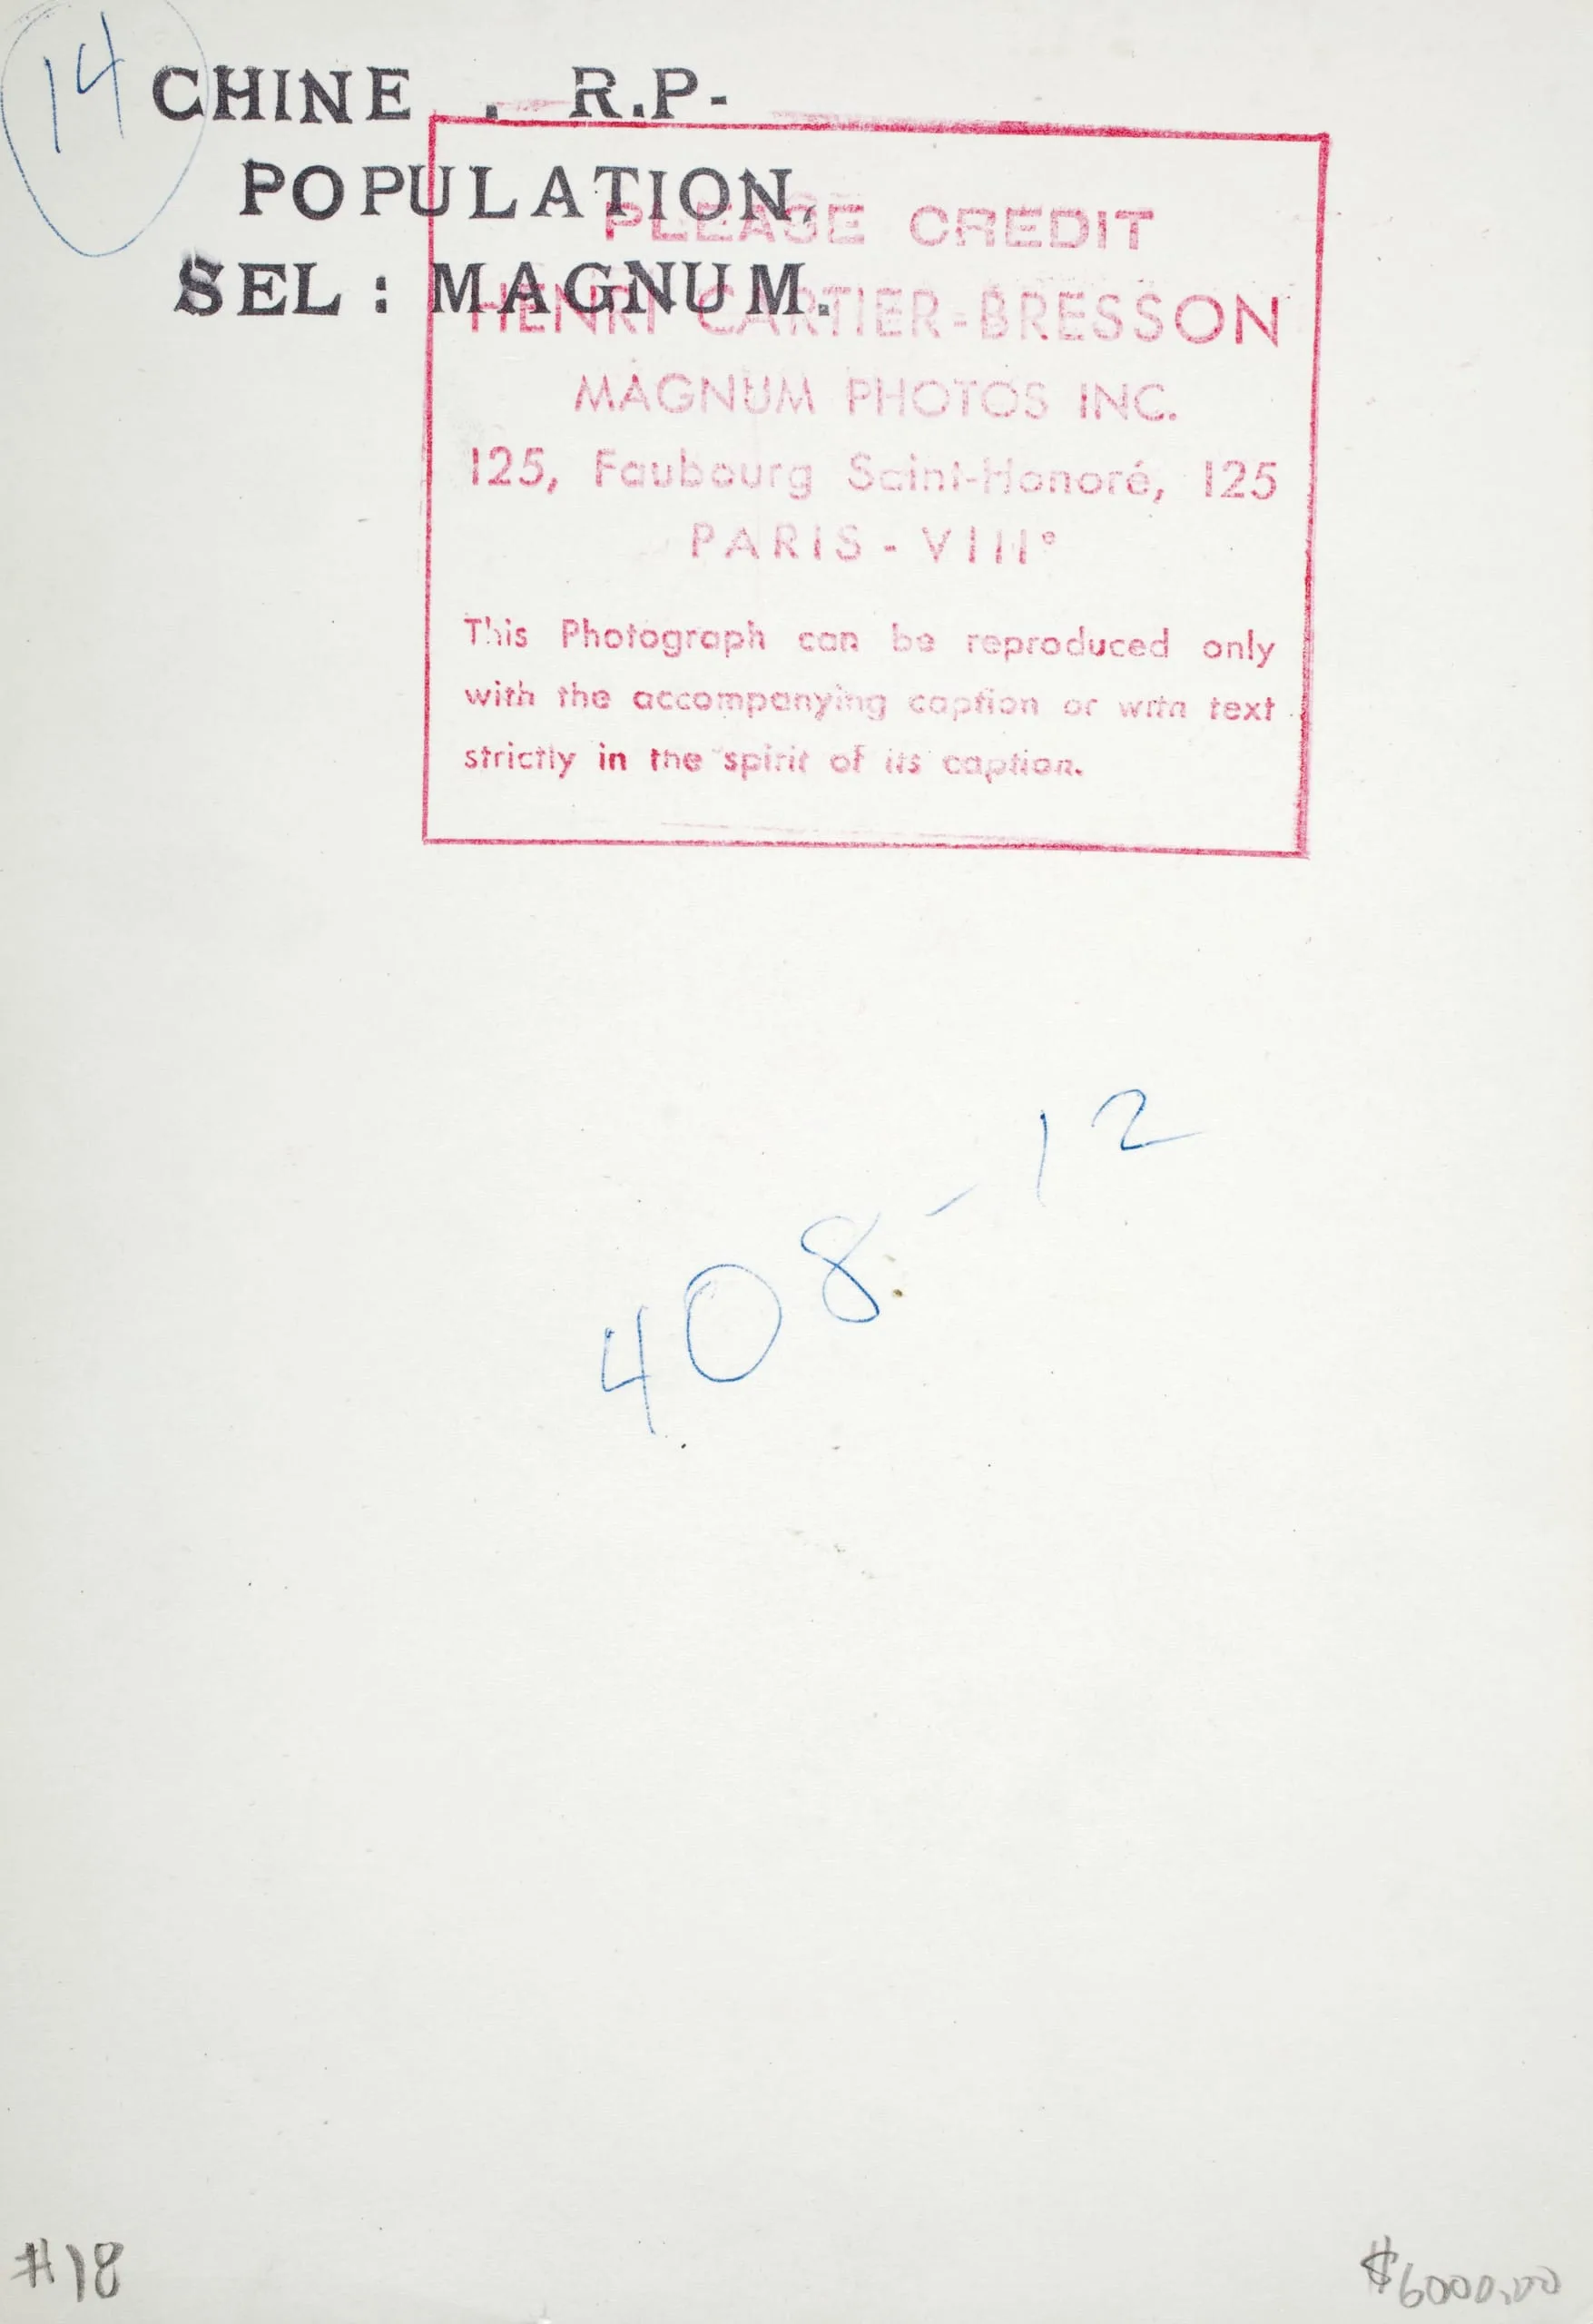 14
CHINE . R.P-
POPULATION,
SEL : MAGNUM.
PLEASE CREDIT
HENRI CARTIER-BRESSON
MAGNUM PHOTOS INC.
125, Faubourg Saint-Honoré, 125
PARIS - VIII°
This Photograph can be reproduced only
with the accompanying caption or with text
strictly in the spirit of its caption.
408-12
#18
$6000.00